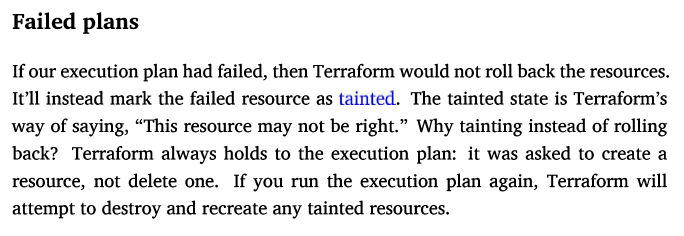 Failed plans
If our execution plan had failed, then Terraform would not roll back the resources.
It’ll instead mark the failed resource as tainted. The tainted state is Terraform’s
way of saying, “This resource may not be right.” Why tainting instead of rolling
back? Terraform always holds to the execution plan: it was asked to create a
resource, not delete one. If you run the execution plan again, Terraform will
attempt to destroy and recreate any tainted resources.